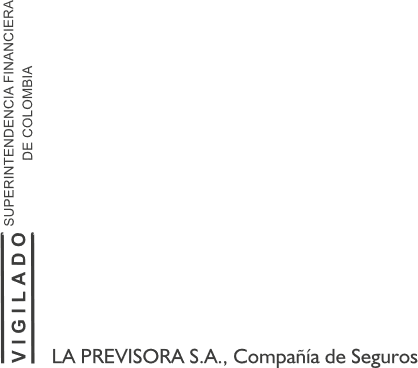 VIGILADO
SUPERINTENDENCIA FINANCIERA
DE COLOMBIA
LA PREVISORA S.A., Compañía de Seguros